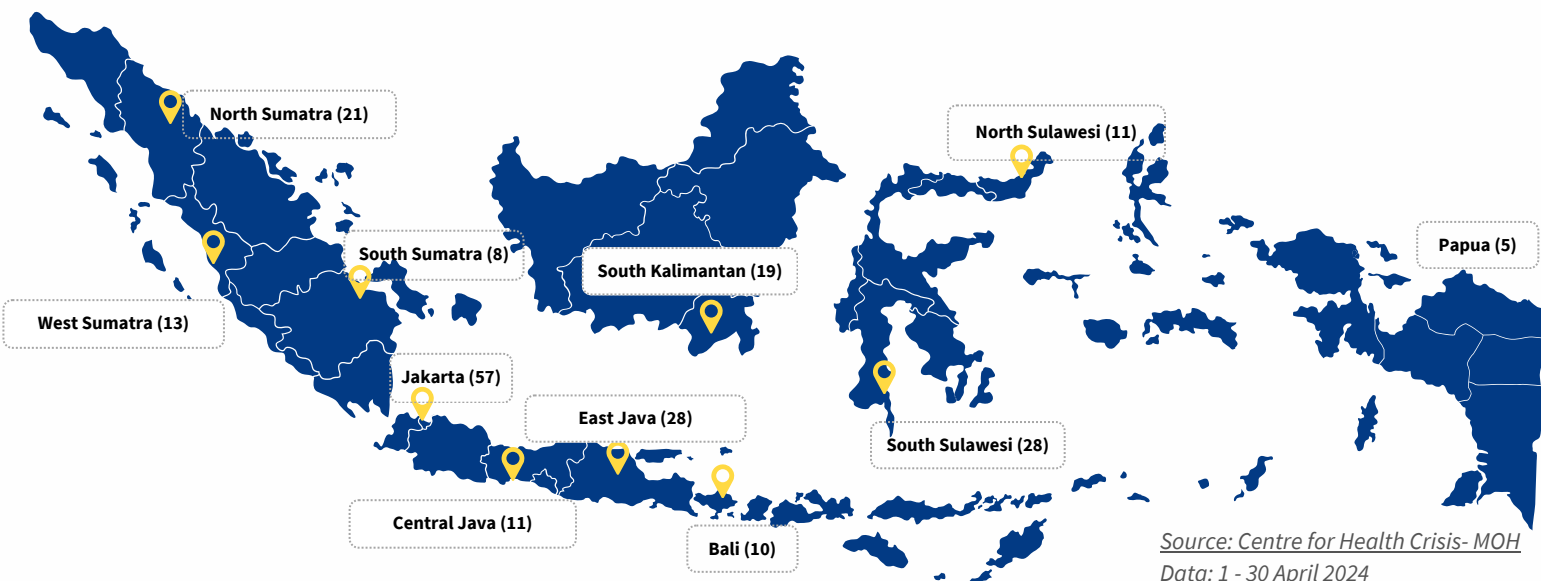 North Sumatra (21)
North Sulawesi (11)
Papua (5)
South Sumatra (8)
South Kalimantan (19)
West Sumatra (13)
Jakarta (57)
East Java (28)
South Sulawesi (28)
Central Java (11)
Bali (10)
Source: Centre for Health Crisis- MOH
Data: 1 - 30 April 2024